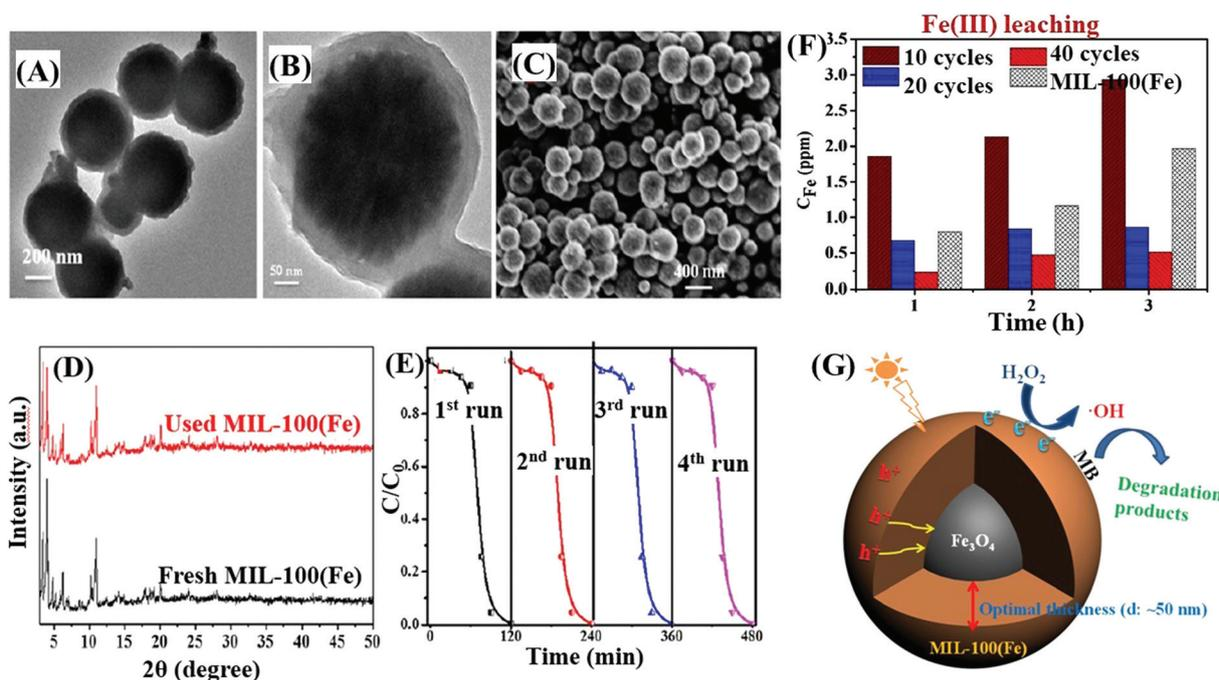 (A)
200 nm
(B)
50 nm
(C)
400 nm
Fe(III) leaching
(F)
10 cycles
40 cycles
20 cycles
MIL-100(Fe)
3.5
3.0
2.5
2.0
1.5
1.0
0.5
0.0
C_Fe (ppm)
1 2 3
Time (h)
(D)
Used MIL-100(Fe)
Fresh MIL-100(Fe)
Intensity (a.u.)
5 10 15 20 25 30 35 40 45 50
2θ (degree)
(E)
1st run
2nd run
3rd run
4th run
0.8
0.6
0.4
0.2
0.0
C/C0
0 120 240 360 480
Time (min)
(G)
H2O2
·OH
e-
e-
e-
MB
Degradation
products
h+
h+
h+
Fe3O4
Optimal thickness (d: ~50 nm)
MIL-100(Fe)